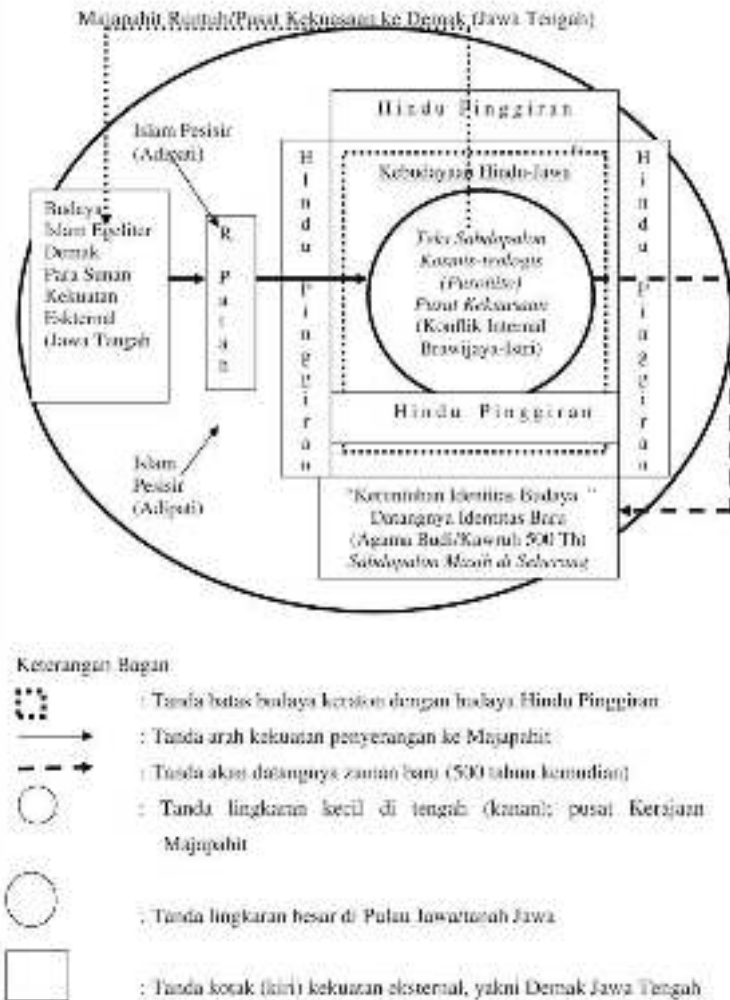 Majapahit Runtuh/Pusat Kekuasaan ke Demak (Jawa Tengah)
Hindu Pinggiran
Islam Pesisir
(Adipati)
Hindu Pinggiran
Kebudayaan Hindu-Jawa
Hindu Pinggiran
Budaya
Islam Egeliter
Demak
Para Sunan
Kekuatan
Eskternal
(Jawa Tengah
R. Patah
Teks Sabdopalon
Kosmis-teologis
Pusat Kekuasaan
(Konflik Internal
Brawijaya-Istri)
Hindu Pinggiran
Islam
Pesisir
(Adipati)
"Keruntuhan Identitas Budaya "
Datangnya Identitas Baru
(Agama Budi/Kawruh 500 Th)
Sabdopalon di Seberang
Keterangan Bagan
: Tanda batas budaya keraton dengan budaya Hindu Pinggiran
: Tanda arah kekuatan penyerangan ke Majapahit
: Tanda akan datangnya zaman baru (500 tahun kemudian)
: Tanda lingkaran kecil di tengah (kanan); pusat Kerajaan
Majapahit
: Tanda lingkaran besar di Pulau Jawa/tanah Jawa
: Tanda kotak (kiri) kekuatan eksternal, yakni Demak Jawa Tengah